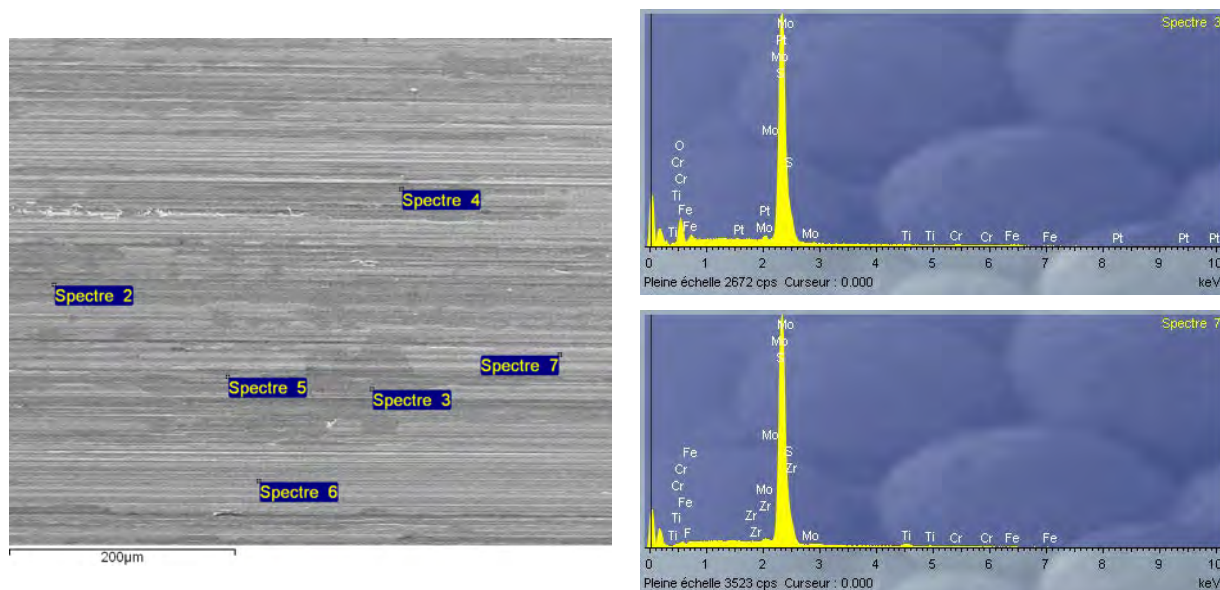 Spectre 4
Spectre 2
Spectre 7
Spectre 5
Spectre 3
Spectre 6
200µm
Spectre 3
Mo
Pt
Mo
S
Mo
O
S
Cr
Cr
Ti
Fe
Pt
Ti
Fe
Pt
Mo
Mo
Ti
Ti
Cr
Cr
Fe
Fe
Pt
Pt
Pt
0 1 2 3 4 5 6 7 8 9 10
Pleine échelle 2672 cps Curseur : 0.000
keV
Spectre 7
Mo
Mo
S
Mo
Fe
S
Cr
Zr
Cr
Mo
Fe
Zr
Ti
Zr
Ti
F
Zr
Mo
Ti
Ti
Cr
Cr
Fe
Fe
0 1 2 3 4 5 6 7 8 9 10
Pleine échelle 3523 cps Curseur : 0.000
keV